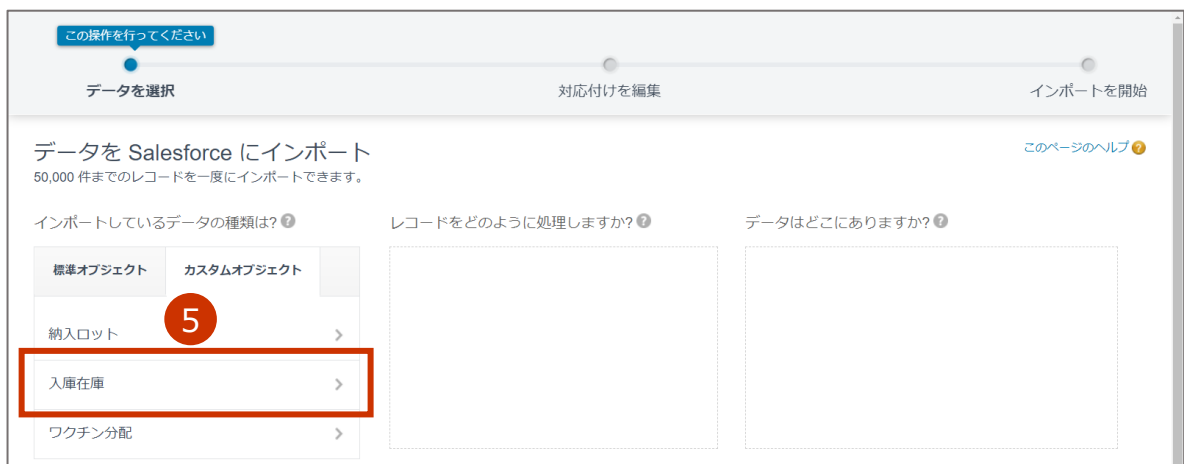 この操作を行ってください
データを選択
対応付けを編集
インポートを開始
データを Salesforce にインポート
このページのヘルプ ?
50,000 件までのレコードを一度にインポートできます。
インポートしているデータの種類は? ?
レコードをどのように処理しますか? ?
データはどこにありますか? ?
標準オブジェクト
カスタムオブジェクト
5
納入ロット
入庫在庫
ワクチン分配